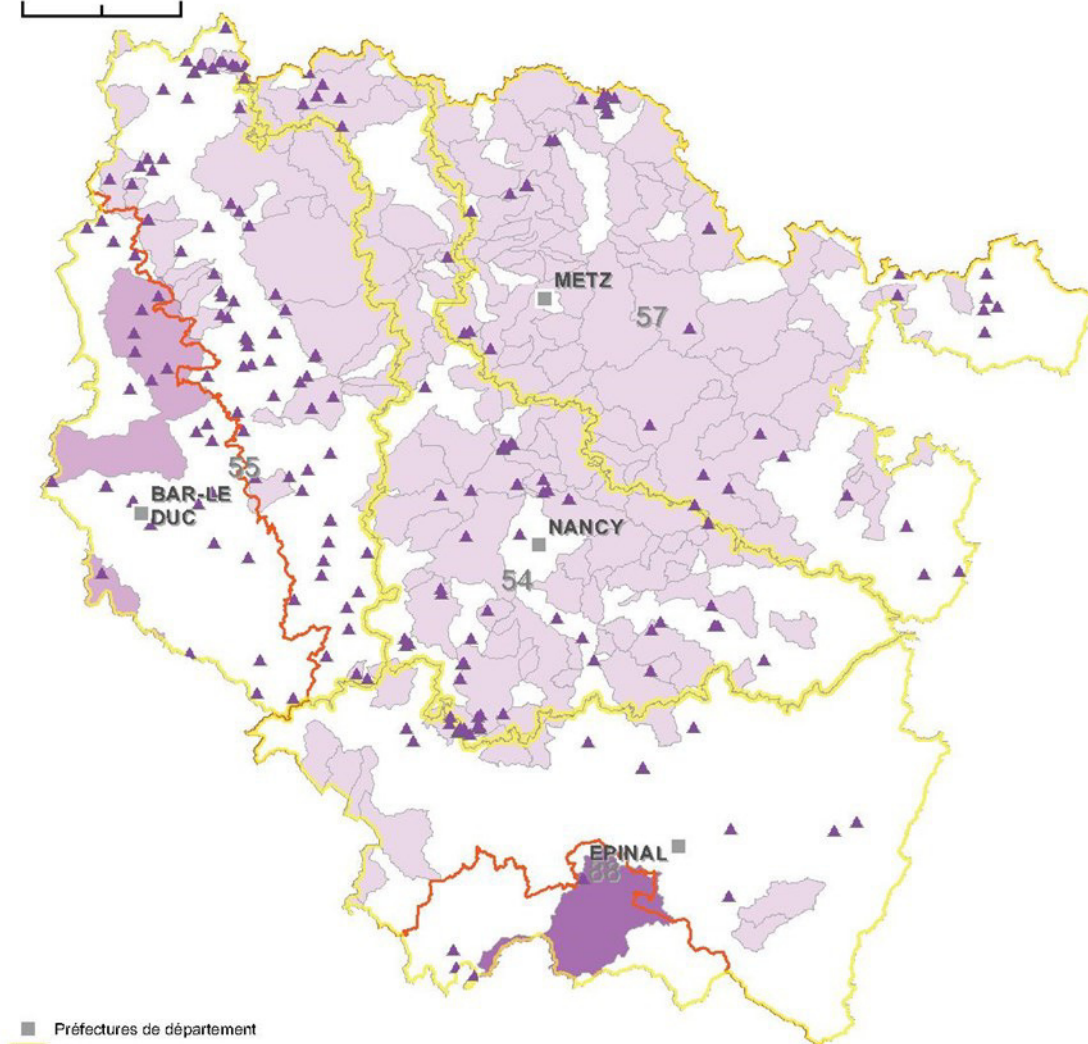 METZ
57
55
BAR-LE
DUC
NANCY
54
EPINAL
88
Préfectures de département